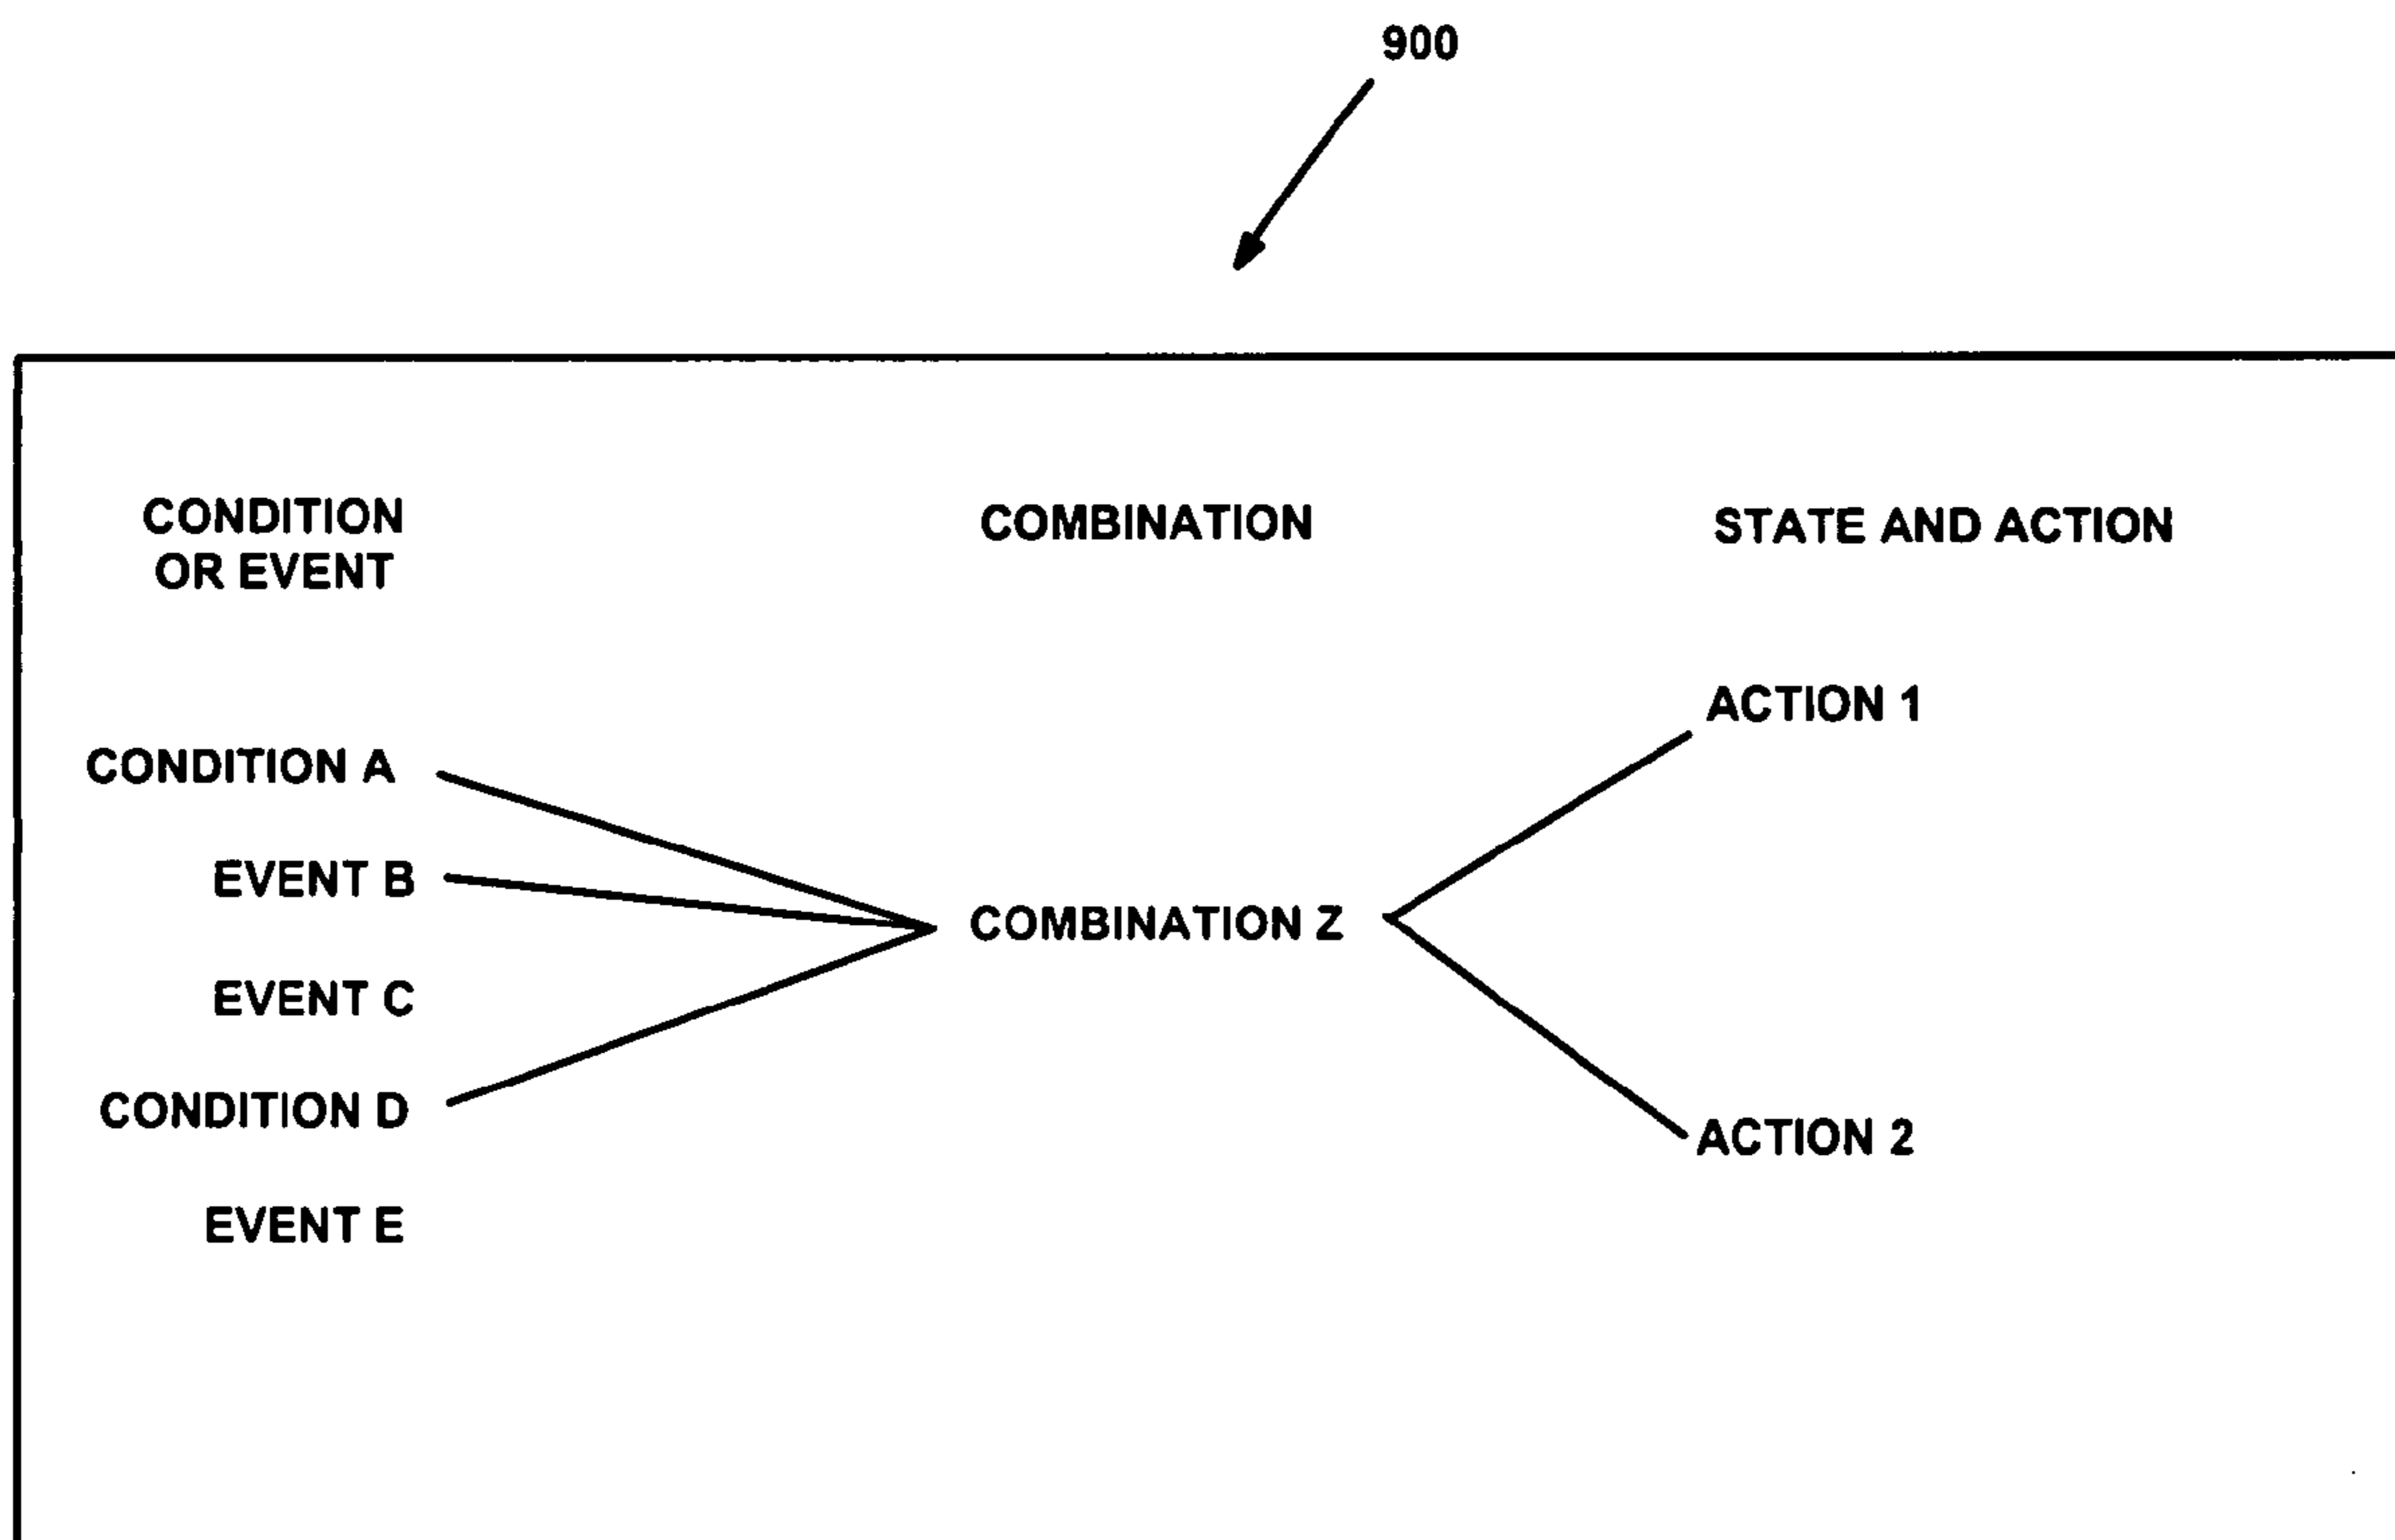 900
CONDITION
OR EVENT
COMBINATION
STATE AND ACTION
CONDITION A
EVENT B
EVENT C
CONDITION D
EVENT E
COMBINATION Z
ACTION 1
ACTION 2